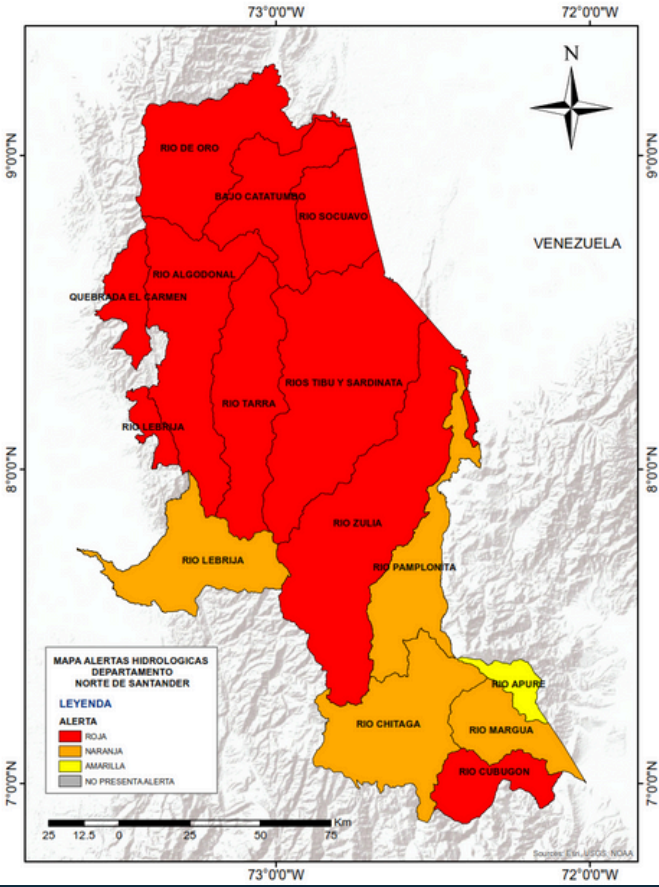 73°0'0"W
72°0'0"W
N
9°0'0"N
9°0'0"N
RIO DE ORO
BAJO CATATUMBO
RIO SOCUAVO
VENEZUELA
RIO ALGODONAL
QUEBRADA EL CARMEN
RIOS TIBU Y SARDINATA
RIO TARRA
RIO LEBRIJA
8°0'0"N
8°0'0"N
RIO ZULIA
RIO LEBRIJA
RIO PAMPLONITA
MAPA ALERTAS HIDROLOGICAS
DEPARTAMENTO
NORTE DE SANTANDER
LEYENDA
ALERTA
ROJA
NARANJA
AMARILLA
NO PRESENTA ALERTA
RIO APURE
RIO CHITAGA
RIO MARGUA
RIO CUBUGON
7°0'0"N
7°0'0"N
Km
25 12.5 0 25 50 75
Sources: Esri, USGS, NOAA
73°0'0"W
72°0'0"W